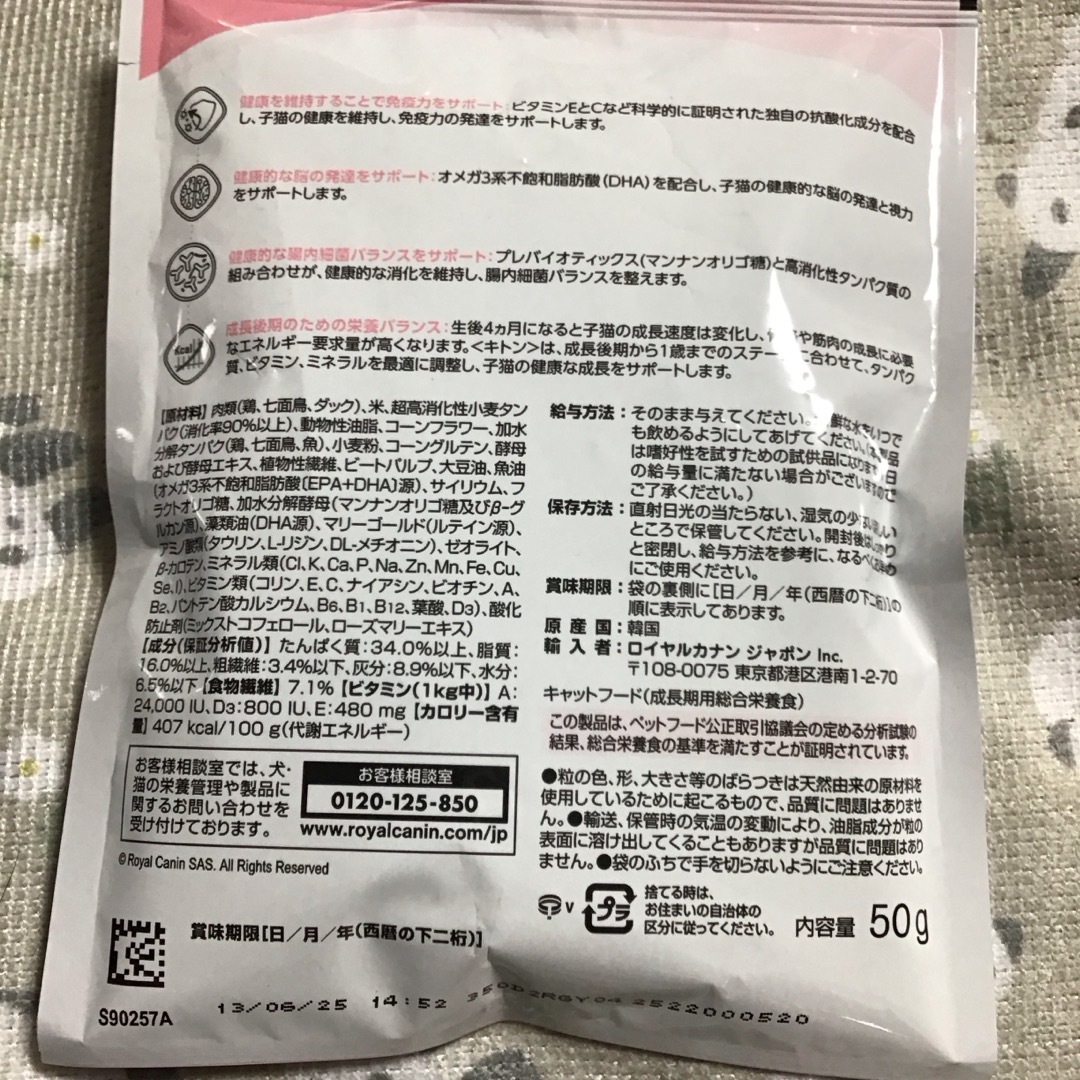 健康を維持することで免疫力をサポート：ビタミンEとCなど科学的に証明された独自の抗酸化成分を配合
し、子猫の健康を維持し、免疫力の発達をサポートします。
健康的な脳の発達をサポート：オメガ3系不飽和脂肪酸(DHA)を配合し、子猫の健康的な脳の発達と視力
をサポートします。
健康的な腸内細菌バランスをサポート：プレバイオティックス(マンナンオリゴ糖)と高消化性タンパク質の
組み合わせが、健康的な消化を維持し、腸内細菌バランスを整えます。
Kcal
成長後期のための栄養バランス：生後4ヵ月になると子猫の成長速度は変化し、や筋肉の成長に必要
なエネルギー要求量が高くなります。<キトン>は、成長後期から1歳までのステージに合わせて、タンパク
質、ビタミン、ミネラルを最適に調整し、子猫の健康な成長をサポートします。
【原材料】肉類(鶏、七面鳥、ダック)、米、超高消化性小麦タン
パク(消化率90%以上)、動物性油脂、コーンフラワー、加水
分解タンパク(鶏、七面鳥、魚)、小麦粉、コーングルテン、酵母
および酵母エキス、植物性繊維、ビートパルプ、大豆油、魚油
(オメガ3系不飽和脂肪酸[EPA+DHA]源)、サイリウム、フ
ラクトオリゴ糖、加水分解酵母(マンナンオリゴ糖及びβ-グ
ルカン源)、藻類油(DHA源)、マリーゴールド(ルテイン源)、
アミノ酸類(タウリン、L-リジン、DL-メチオニン)、ゼオライト、
β-カロテン、ミネラル類(Cl、K、Ca、P、Na、Zn、Mn、Fe、Cu、
Se、I)、ビタミン類(コリン、E、C、ナイアシン、ビオチン、A、
B2、パントテン酸カルシウム、B6、B1、B12、葉酸、D3)、酸化
防止剤(ミックストコフェロール、ローズマリーエキス)
【成分(保証分析値)】たんぱく質：34.0%以上、脂質：
16.0%以上、粗繊維：3.4%以下、灰分：8.9%以下、水分：
6.5%以下【食物繊維】7.1%【ビタミン(1kg中)】A：
24,000 IU、D3：800 IU、E：480 mg【カロリー含有
量】407 kcal/100 g(代謝エネルギー)
お客様相談室では、犬・
猫の栄養管理や製品に
関するお問い合わせを
受け付けております。
お客様相談室
0120-125-850
www.royalcanin.com/jp
©Royal Canin SAS. All Rights Reserved
給与方法：そのまま与えてください。鮮な水をいつで
も飲めるようにしてあげてください。(本製品
は嗜好性を試すための試供品になります。日
の給与量に満たない場合がございますので
ご了承ください。)
保存方法：直射日光の当たらない、湿気の少ない
ところで保管してください。開封後は
と密閉し、給与方法を参考に、なるべく
にご使用ください。
賞味期限：袋の裏側に[日/月/年(西暦の下二桁)]の
順に表示してあります。
原産国：韓国
輸入者：ロイヤルカナン ジャポン Inc.
〒108-0075 東京都港区港南1-2-70
キャットフード(成長期用総合栄養食)
この製品は、ペットフード公正取引協議会の定める分析試験の
結果、総合栄養食の基準を満たすことが証明されています。
●粒の色、形、大きさ等のばらつきは天然由来の原材料を
使用しているために起こるもので、品質に問題はありませ
ん。●輸送、保管時の気温の変動により、油脂成分が粒の
表面に溶け出してくることもありますが品質に問題はあり
ません。●袋のふちで手を切らないようにご注意ください。
V
プラ
捨てる時は、
お住まいの自治体の
区分に従ってください。
内容量 50g
賞味期限[日/月/年(西暦の下二桁)]
S90257A
13/06/25 14:52 350D2RGY04 2522000520